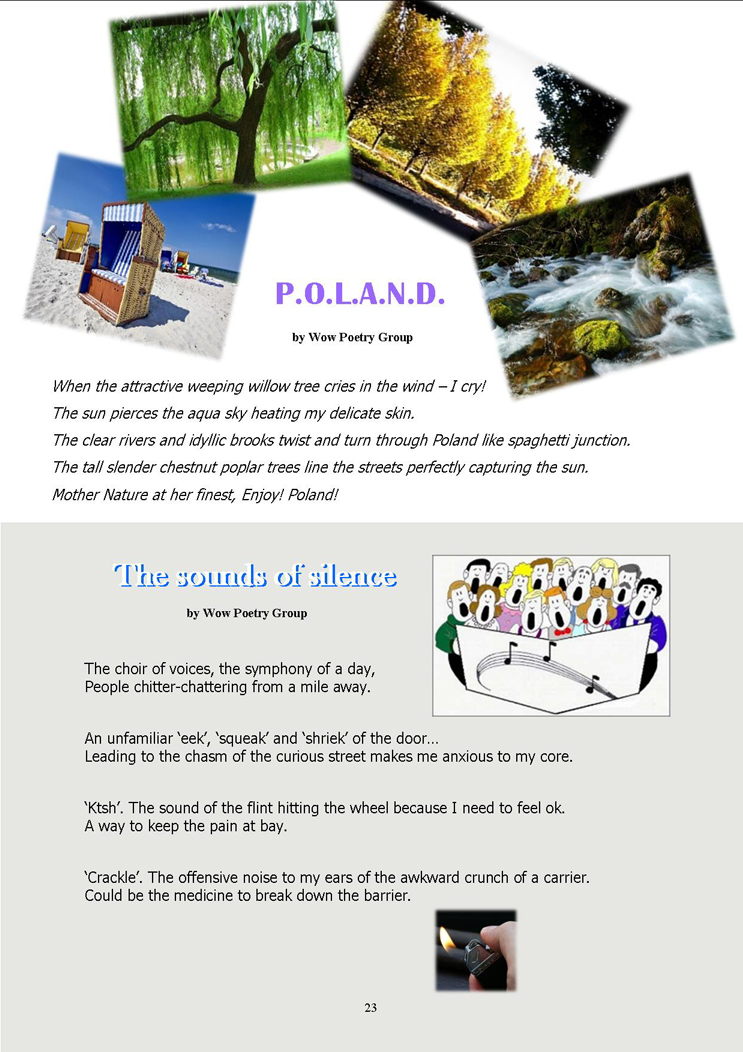 P.O.L.A.N.D.
by Wow Poetry Group
When the attractive weeping willow tree cries in the wind – I cry!
The sun pierces the aqua sky heating my delicate skin.
The clear rivers and idyllic brooks twist and turn through Poland like spaghetti junction.
The tall slender chestnut poplar trees line the streets perfectly capturing the sun.
Mother Nature at her finest, Enjoy! Poland!
The sounds of silence
by Wow Poetry Group
The choir of voices, the symphony of a day,
People chitter-chattering from a mile away.
An unfamiliar ‘eek’, ‘squeak’ and ‘shriek’ of the door…
Leading to the chasm of the curious street makes me anxious to my core.
‘Ktsh’. The sound of the flint hitting the wheel because I need to feel ok.
A way to keep the pain at bay.
‘Crackle’. The offensive noise to my ears of the awkward crunch of a carrier.
Could be the medicine to break down the barrier.
23